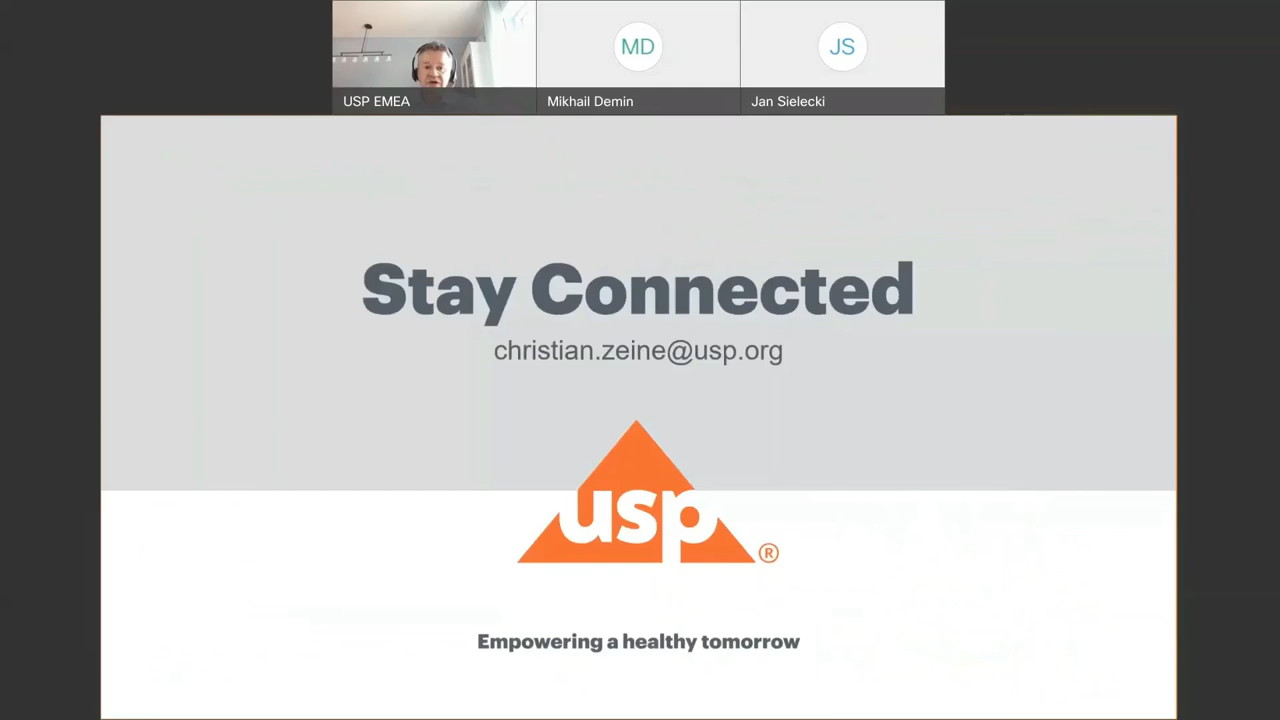 MD
JS
USP EMEA
Mikhail Demin
Jan Sielecki
Stay Connected
christian.zeine@usp.org
usp®
Empowering a healthy tomorrow